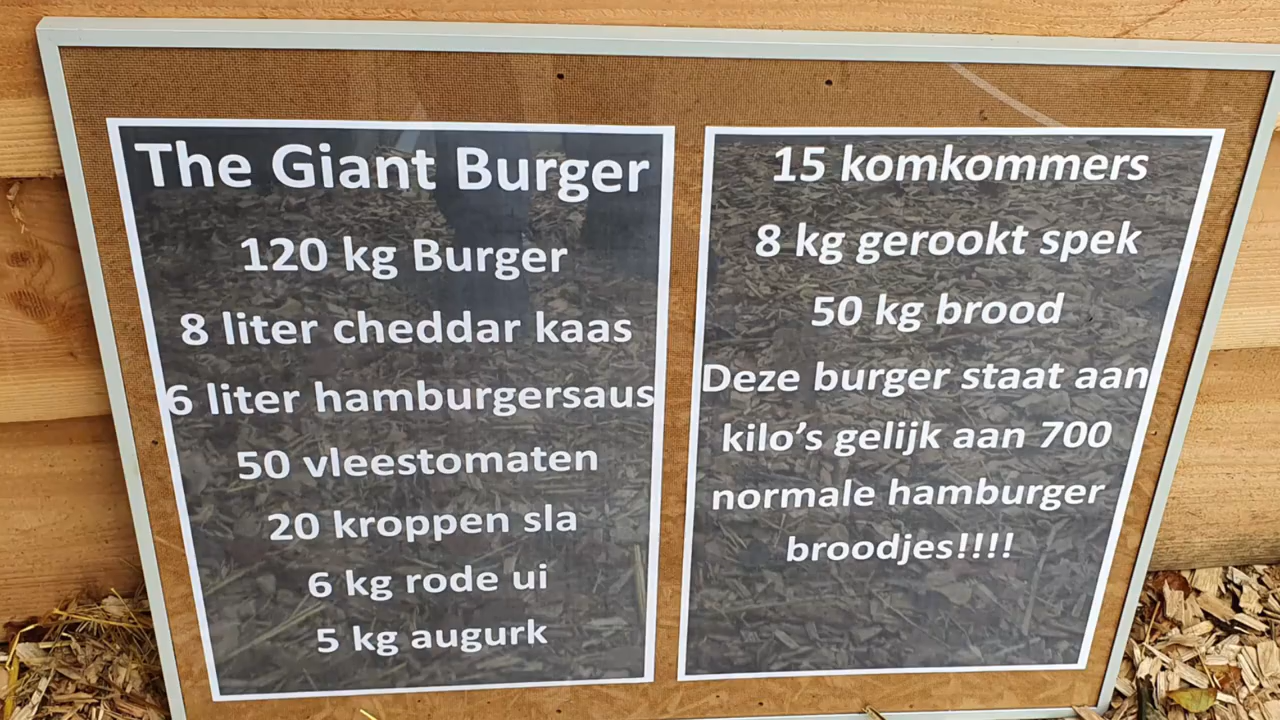 The Giant Burger
120 kg Burger
8 liter cheddar kaas
6 liter hamburgersaus
50 vleestomaten
20 kroppen sla
6 kg rode ui
5 kg augurk
15 komkommers
8 kg gerookt spek
50 kg brood
Deze burger staat aan
kilo's gelijk aan 700
normale hamburger
broodjes!!!!